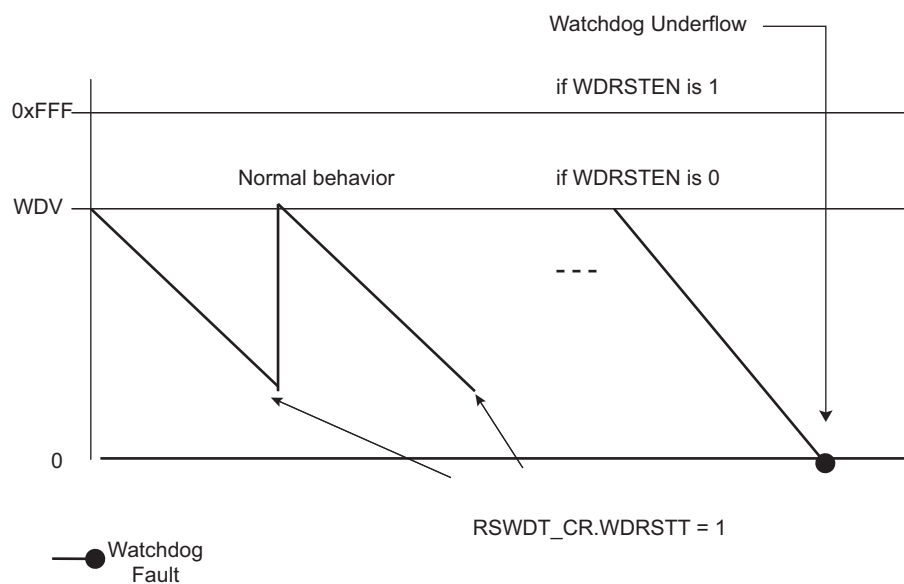 Watchdog Underflow
if WDRSTEN is 1
0xFFF
Normal behavior
if WDRSTEN is 0
WDV
0
RSWDT_CR.WDRSTT = 1
Watchdog
Fault